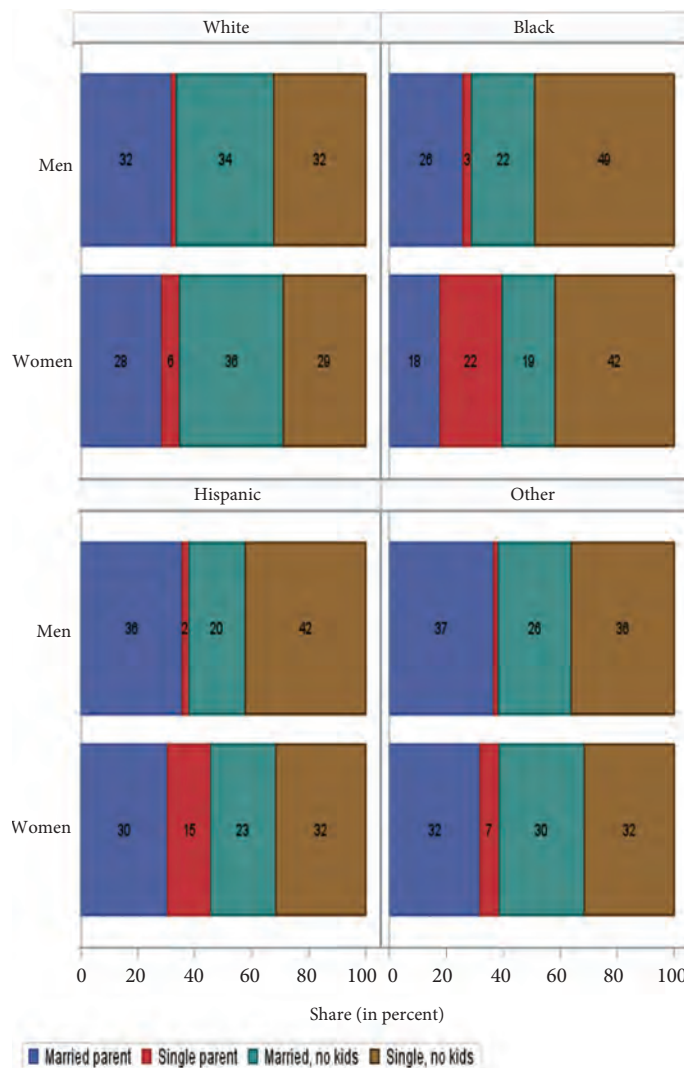 White Black
Men 32 34 32 26 3 22 49
Women 28 6 36 29 18 22 19 42
Hispanic Other
Men 36 2 20 42 37 26 36
Women 30 15 23 32 32 7 30 32
0 20 40 60 80 100 0 20 40 60 80 100
Share (in percent)
Married parent Single parent Married, no kids Single, no kids